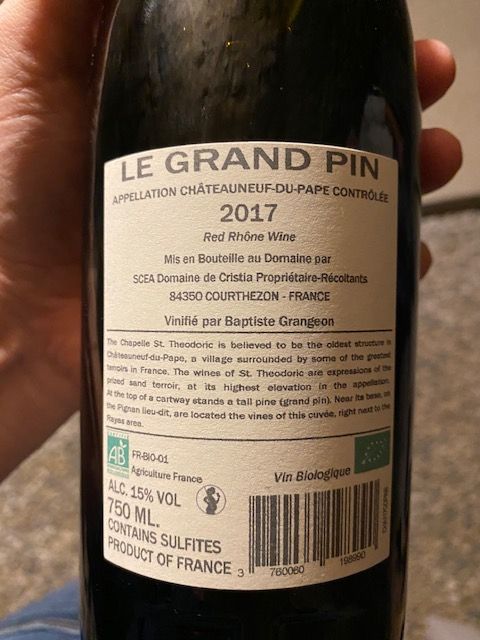 LE GRAND PIN
APPELLATION CHÂTEAUNEUF-DU-PAPE CONTRÔLÉE
2017
Red Rhône Wine
Mis en Bouteille au Domaine par
SCEA Domaine de Cristia Propriétaire-Récoltants
84350 COURTHEZON - FRANCE
Vinifié par Baptiste Grangeon
The Chapelle St. Theodoric is believed to be the oldest structure in
Châteauneuf-du-Pape, a village surrounded by some of the greatest
terroirs in France. The wines of St. Theodoric are expressions of the
prized sand terroir, at its highest elevation in the appellation.
At the top of a cartway stands a tall pine (grand pin). Near its base, on
the Pignan lieu-dit, are located the vines of this cuvée, right next to the
Rayas area.
AB
FR-BIO-01
Agriculture France
Vin Biologique
ALC. 15% VOL
750 ML.
CONTAINS SULFITES
PRODUCT OF FRANCE
3 760060 198990